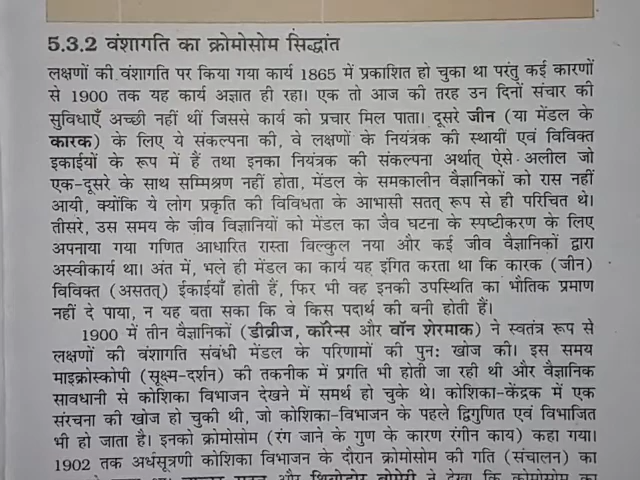 5.3.2 वंशागति का क्रोमोसोम सिद्धांत
लक्षणों की वंशागति पर किया गया कार्य 1865 में प्रकाशित हो चुका था परंतु कई कारणों
से 1900 तक यह कार्य अज्ञात ही रहा। एक तो आज की तरह उन दिनों संचार की
सुविधाएँ अच्छी नहीं थीं जिससे कार्य को प्रचार मिल पाता। दूसरे जीन (या मेंडल के
कारक) के लिए ये संकल्पना की, वे लक्षणों के नियंत्रक की स्थायीं एवं विविक्त
इकाईयों के रूप में हैं तथा इनका नियंत्रक की संकल्पना अर्थात् ऐसे अलील जो
एक-दूसरे के साथ सम्मिश्रण नहीं होता, मेंडल के समकालीन वैज्ञानिकों को रास नहीं
आयी, क्योंकि ये लोग प्रकृति की विविधता के आभासी सतत् रूप से ही परिचित थे।
तीसरे, उस समय के जीव विज्ञानियों को मेंडल का जैव घटना के स्पष्टीकरण के लिए
अपनाया गया गणित आधारित रास्ता विल्कुल नया और कई जीव वैज्ञानिकों द्वारा
अस्वीकार्य था। अंत में, भले ही मेंडल का कार्य यह इंगित करता था कि कारक (जीन)
विविक्त (असतत्) ईकाईयाँ होती हैं, फिर भी वह इनकी उपस्थिति का भौतिक प्रमाण
नहीं दे पाया, न यह बता सका कि वे किस पदार्थ की बनी होती हैं।
1900 में तीन वैज्ञानिकों (डीव्रीज, कॉरेन्स और वॉन शेरमाक) ने स्वतंत्र रूप से
लक्षणों की वंशागति संबंधी मेंडल के परिणामों की पुन: खोज की। इस समय
माइक्रोस्कोपी (सूक्ष्म-दर्शन) की तकनीक में प्रगति भी होती जा रही थी और वैज्ञानिक
सावधानी से कोशिका विभाजन देखने में समर्थ हो चुके थे। कोशिका-केंद्रक में एक
संरचना की खोज हो चुकी थी, जो कोशिका-विभाजन के पहले द्विगुणित एवं विभाजित
भी हो जाता है। इनको क्रोमोसोम (रंग जाने के गुण के कारण रंगीन काय) कहा गया।
1902 तक अर्धसूत्रणी कोशिका विभाजन के दौरान क्रोमोसोम की गति (संचालन) का
और थियोडोर बोमेरी ने देखा कि क्रोमोसोम का